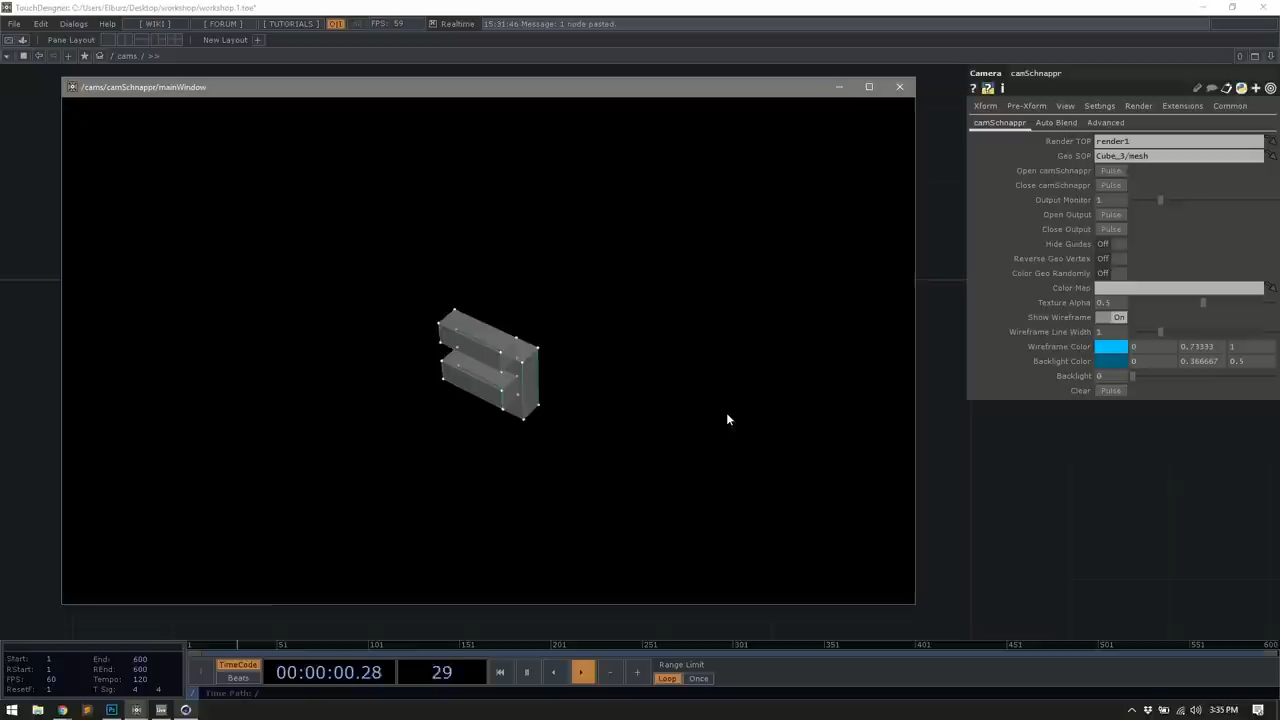 TouchDesigner: C:/Users/Elburz/Desktop/workshop/workshop.1.toe*
File Edit Dialogs Help [ WIKI ] [ FORUM ] [ TUTORIALS ] O|I FPS: 59 Realtime 15:31:46 Message: 1 node pasted.
Pane Layout New Layout +
/ cams / >>
/cams/camSchnappr/mainWindow
Camera camSchnappr
? ? i
Xform Pre-Xform View Settings Render Extensions Common
camSchnappr Auto Blend Advanced
Render TOP render1
Geo SOP Cube_3/mesh
Open camSchnappr Pulse
Close camSchnappr Pulse
Output Monitor 1
Open Output Pulse
Close Output Pulse
Hide Guides Off
Reverse Geo Vertex Off
Color Geo Randomly Off
Color Map
Texture Alpha 0.5
Show Wireframe On
Wireframe Line Width 1
Wireframe Color 0 0.73333 1
Backlight Color 0 0.366667 0.5
Backlight 0
Clear Pulse
1 51 101 151 201 251 301 351 401 451 501 551 600
Start: 1 End: 600
RStart: 1 REnd: 600
FPS: 60 Tempo: 120
ResetF: 1 T Sig: 4 4
TimeCode
Beats
00:00:00.28 29
Range Limit
Loop Once
/ Time Path: /
3:35 PM